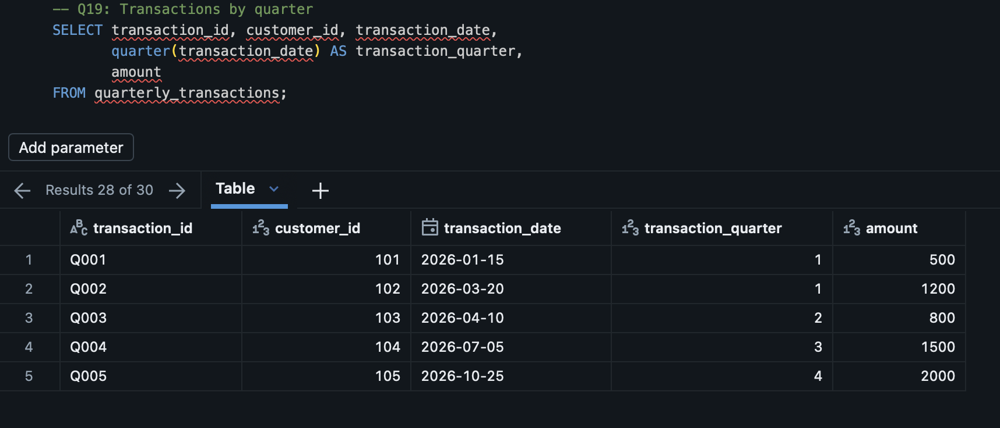 -- Q19: Transactions by quarter
SELECT transaction_id, customer_id, transaction_date,
quarter(transaction_date) AS transaction_quarter,
amount
FROM quarterly_transactions;
Add parameter
Results 28 of 30 Table
transaction_id customer_id transaction_date transaction_quarter amount
1 Q001 101 2026-01-15 1 500
2 Q002 102 2026-03-20 1 1200
3 Q003 103 2026-04-10 2 800
4 Q004 104 2026-07-05 3 1500
5 Q005 105 2026-10-25 4 2000